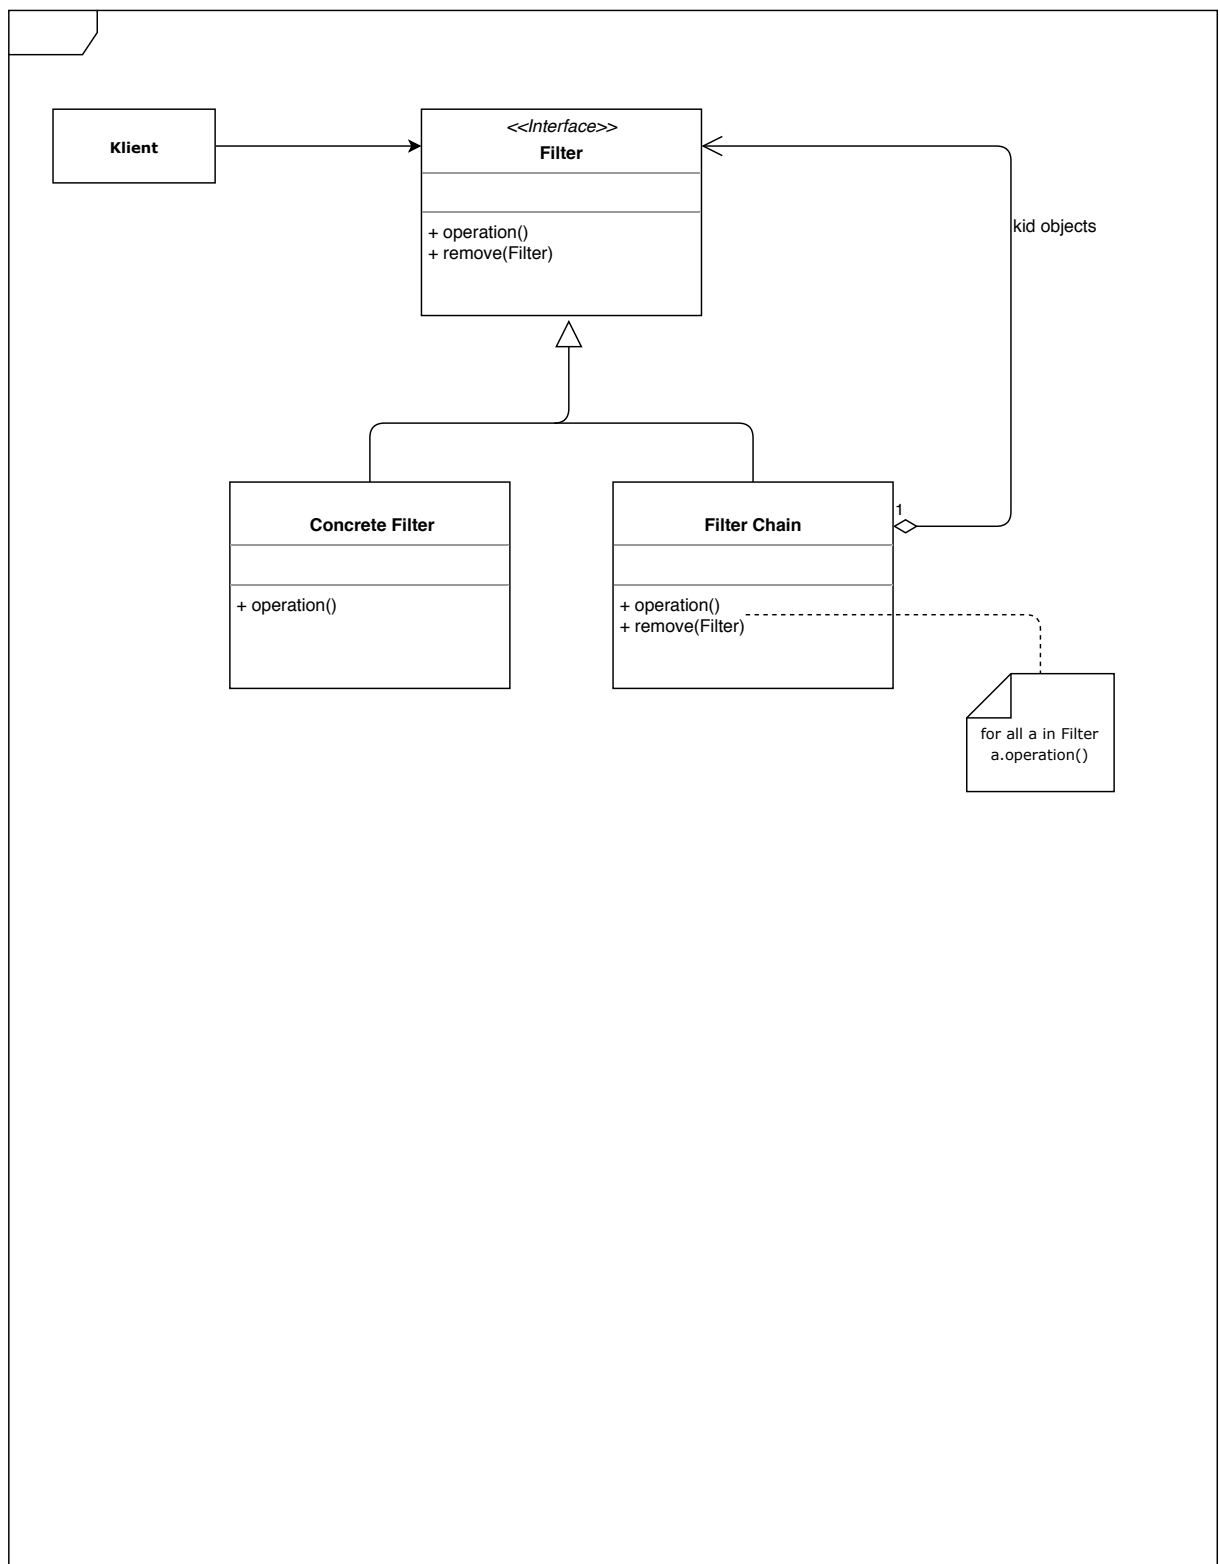 Klient
<<Interface>>
Filter
+ operation()
+ remove(Filter)
kid objects
Concrete Filter
+ operation()
Filter Chain
1
+ operation()
+ remove(Filter)
for all a in Filter
a.operation()